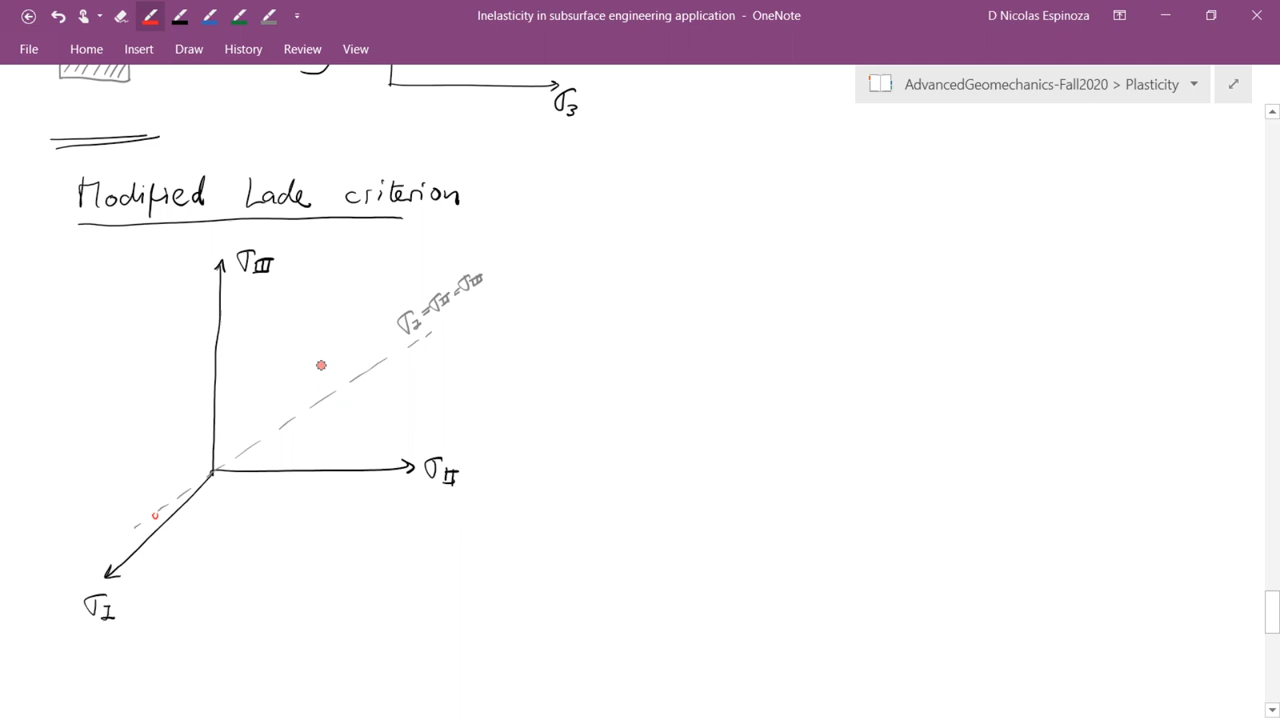 Inelasticity in subsurface engineering application - OneNote
D Nicolas Espinoza
File Home Insert Draw History Review View
AdvancedGeomechanics-Fall2020 > Plasticity
σ3
Modified Lade criterion
σIII
σI = σII = σIII
σII
σI